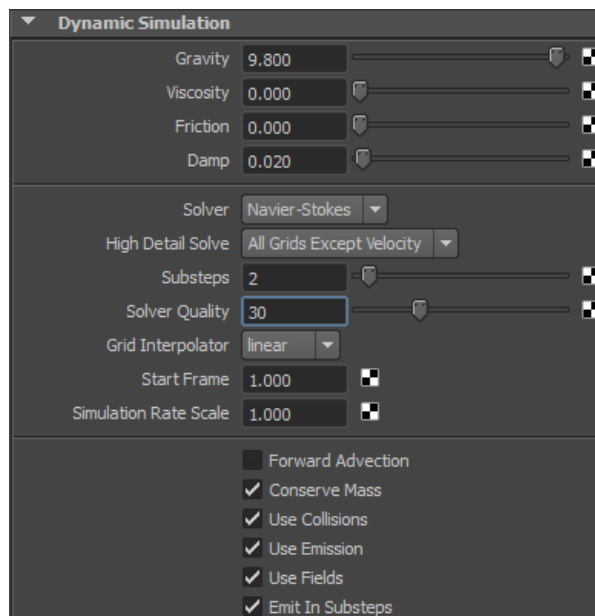 Dynamic Simulation
Gravity 9.800
Viscosity 0.000
Friction 0.000
Damp 0.020
Solver Navier-Stokes
High Detail Solve All Grids Except Velocity
Substeps 2
Solver Quality 30
Grid Interpolator linear
Start Frame 1.000
Simulation Rate Scale 1.000
Forward Advection
Conserve Mass
Use Collisions
Use Emission
Use Fields
Emit In Substeps